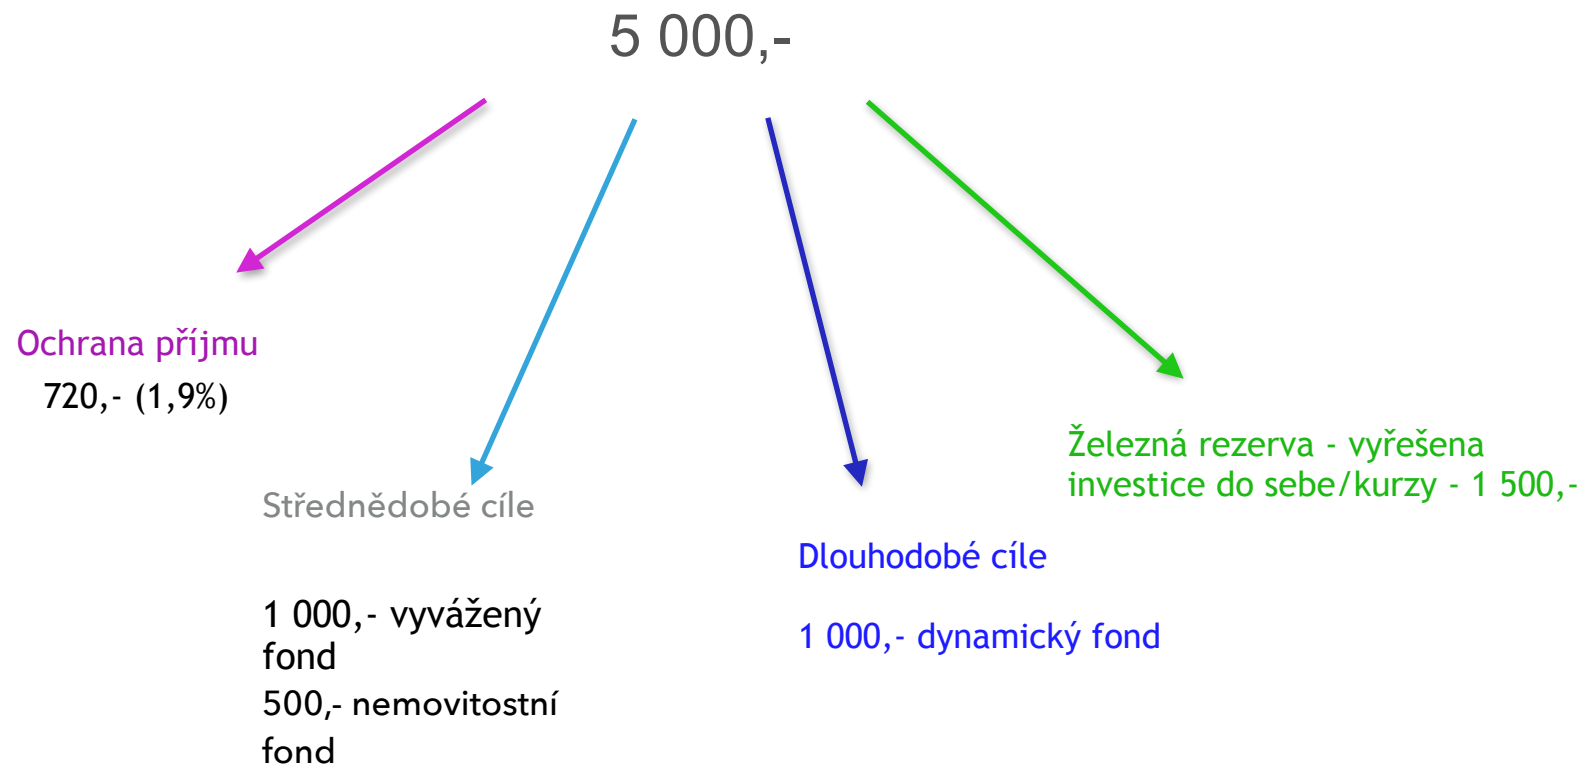 5 000,-
Ochrana příjmu
720,- (1,9%)
Střednědobé cíle
1 000,- vyvážený
fond
500,- nemovitostní
fond
Dlouhodobé cíle
1 000,- dynamický fond
Železná rezerva - vyřešena
investice do sebe/kurzy - 1 500,-